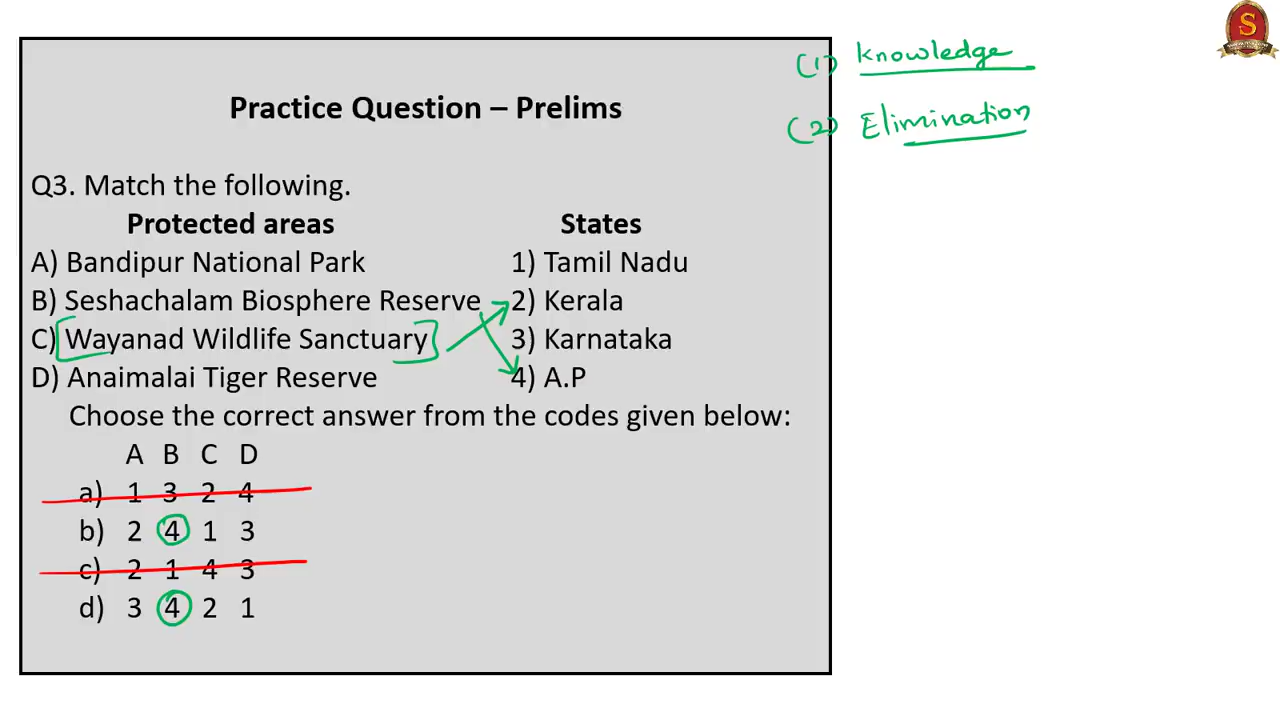 (1) Knowledge
(2) Elimination
Practice Question – Prelims
Q3. Match the following.
Protected areas States
A) Bandipur National Park 1) Tamil Nadu
B) Seshachalam Biosphere Reserve 2) Kerala
C) Wayanad Wildlife Sanctuary 3) Karnataka
D) Anaimalai Tiger Reserve 4) A.P
Choose the correct answer from the codes given below:
A B C D
a) 1 3 2 4
b) 2 4 1 3
c) 2 1 4 3
d) 3 4 2 1
S